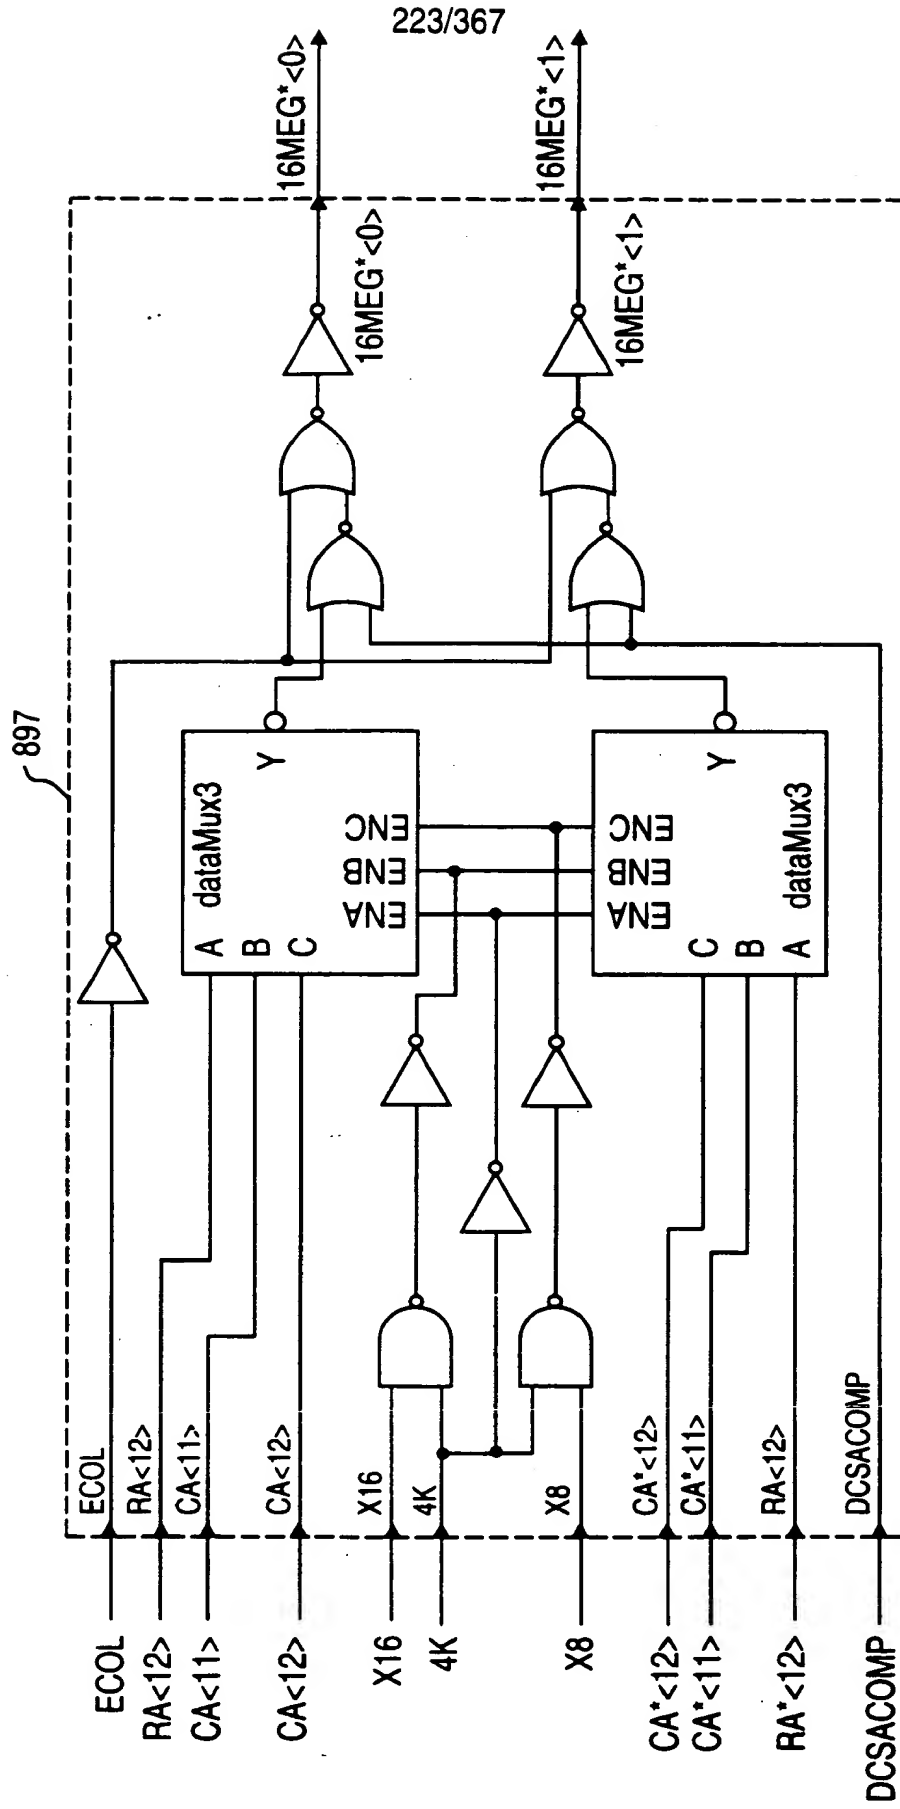 223/367
897
16MEG*<0>
16MEG*<0>
16MEG*<1>
16MEG*<1>
dataMux3
Y
A
B
C
ENC
ENB
ENA
dataMux3
Y
C
B
A
ENC
ENB
ENA
ECOL
RA<12>
CA<11>
CA<12>
X16
4K
X8
CA*<12>
CA*<11>
RA<12>
DCSACOMP
ECOL
RA<12>
CA<11>
CA<12>
X16
4K
X8
CA*<12>
CA*<11>
RA*<12>
DCSACOMP